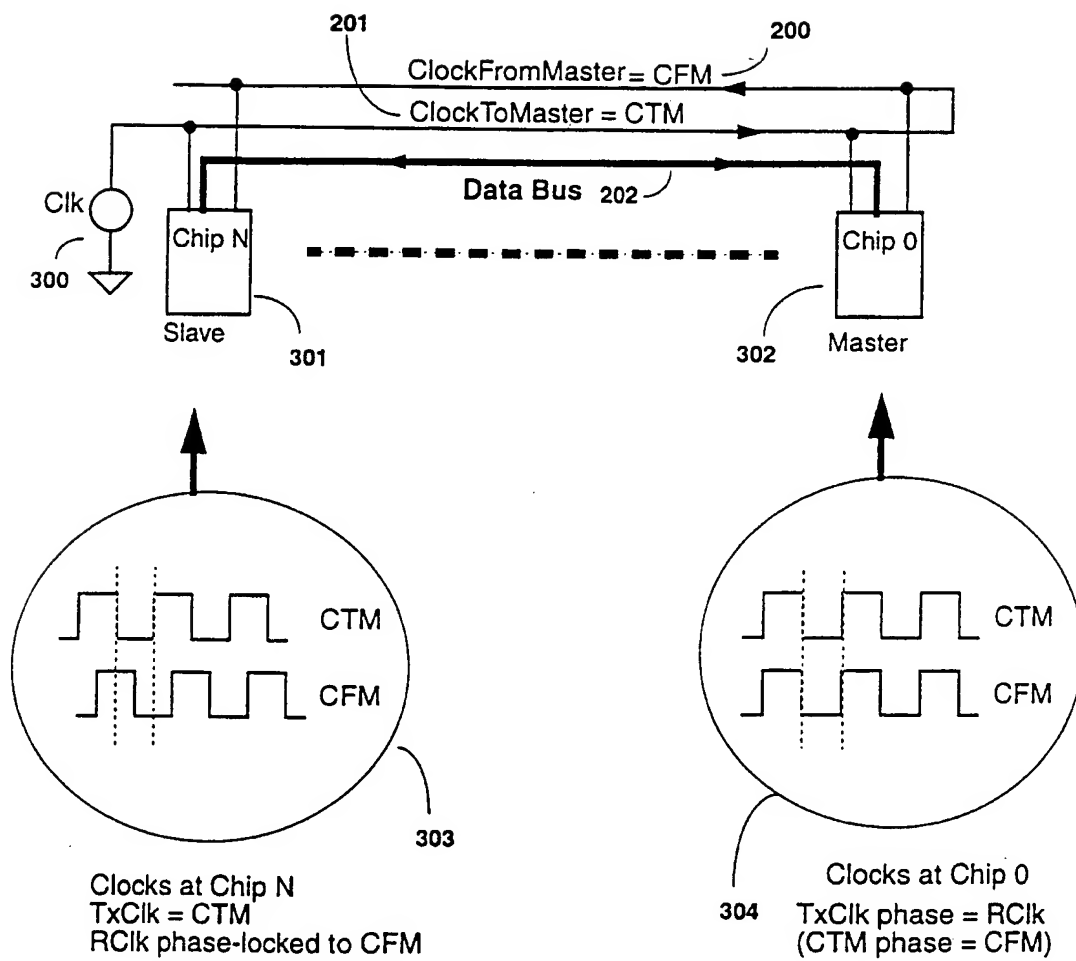 201
200
ClockFromMaster = CFM
ClockToMaster = CTM
Data Bus 202
Clk
300
Chip N
Chip 0
Slave
301
302
Master
CTM
CFM
CTM
CFM
303
304
Clocks at Chip N
TxClk = CTM
RClk phase-locked to CFM
Clocks at Chip 0
TxClk phase = RClk
(CTM phase = CFM)